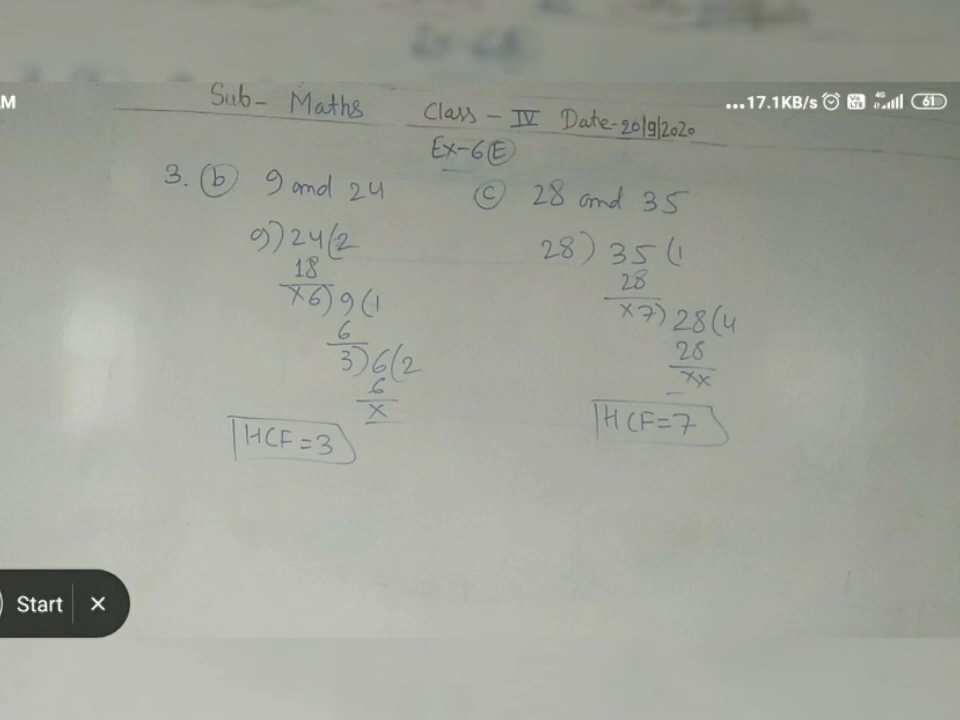 M
...17.1KB/s 4G 61
Sub- Maths Class - IV Date-20/9/2020
Ex-6(E)
3. (b) 9 and 24
9)24(2
18
x6)9(1
6
3)6(2
6
x
HCF=3
(c) 28 and 35
28)35(1
28
x7)28(4
28
xx
HCF=7
Start ×